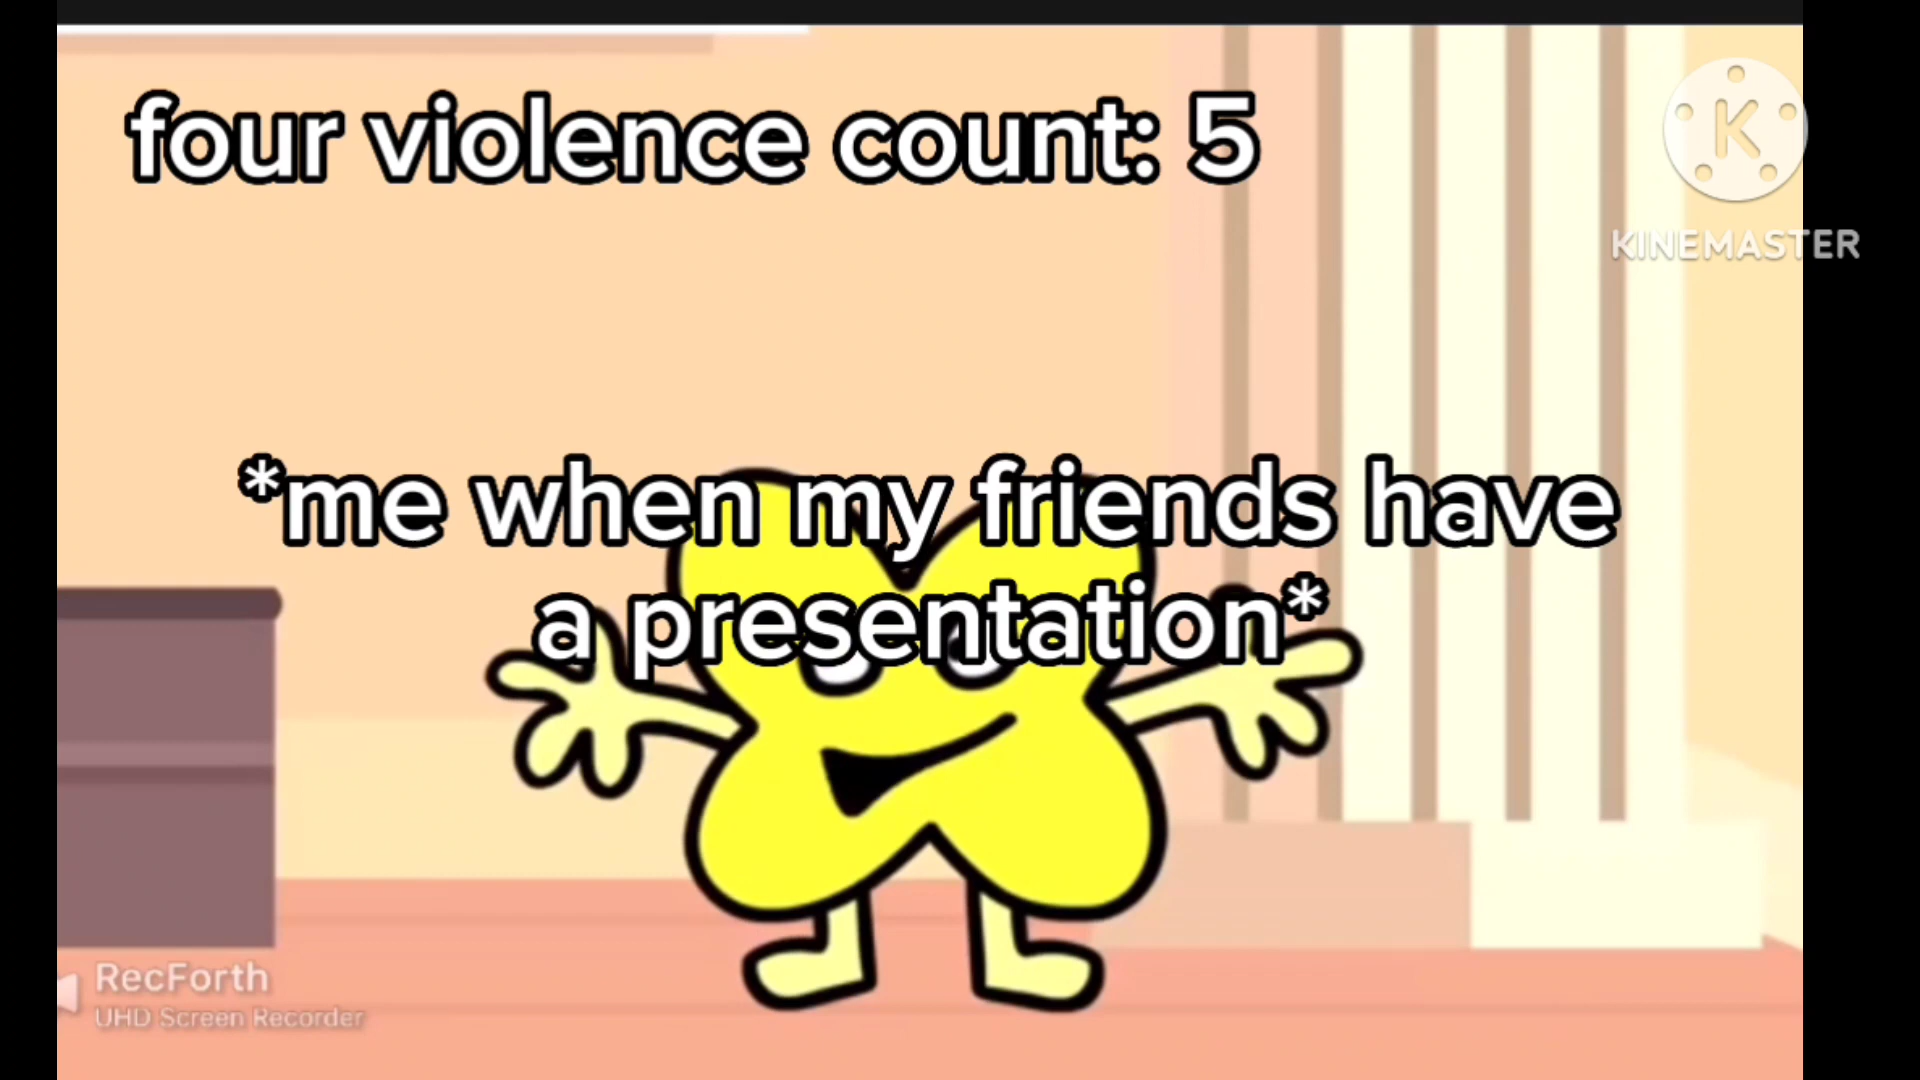 four violence count: 5
K
KINEMASTER
*me when my friends have
a presentation*
RecForth
UHD Screen Recorder